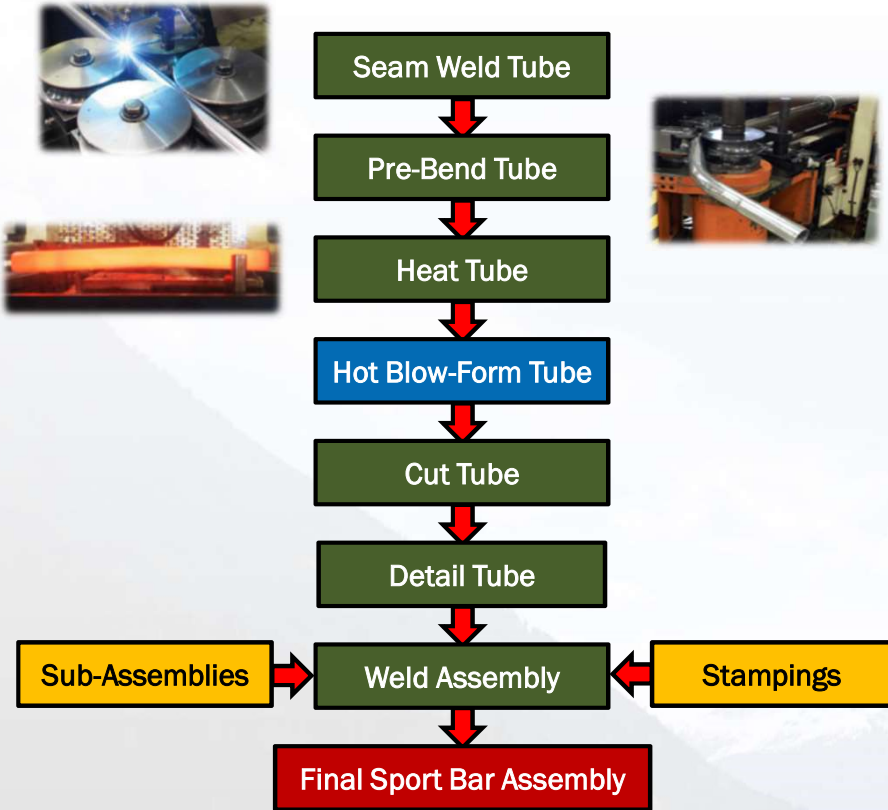 Seam Weld Tube
Pre-Bend Tube
Heat Tube
Hot Blow-Form Tube
Cut Tube
Detail Tube
Sub-Assemblies
Weld Assembly
Stampings
Final Sport Bar Assembly